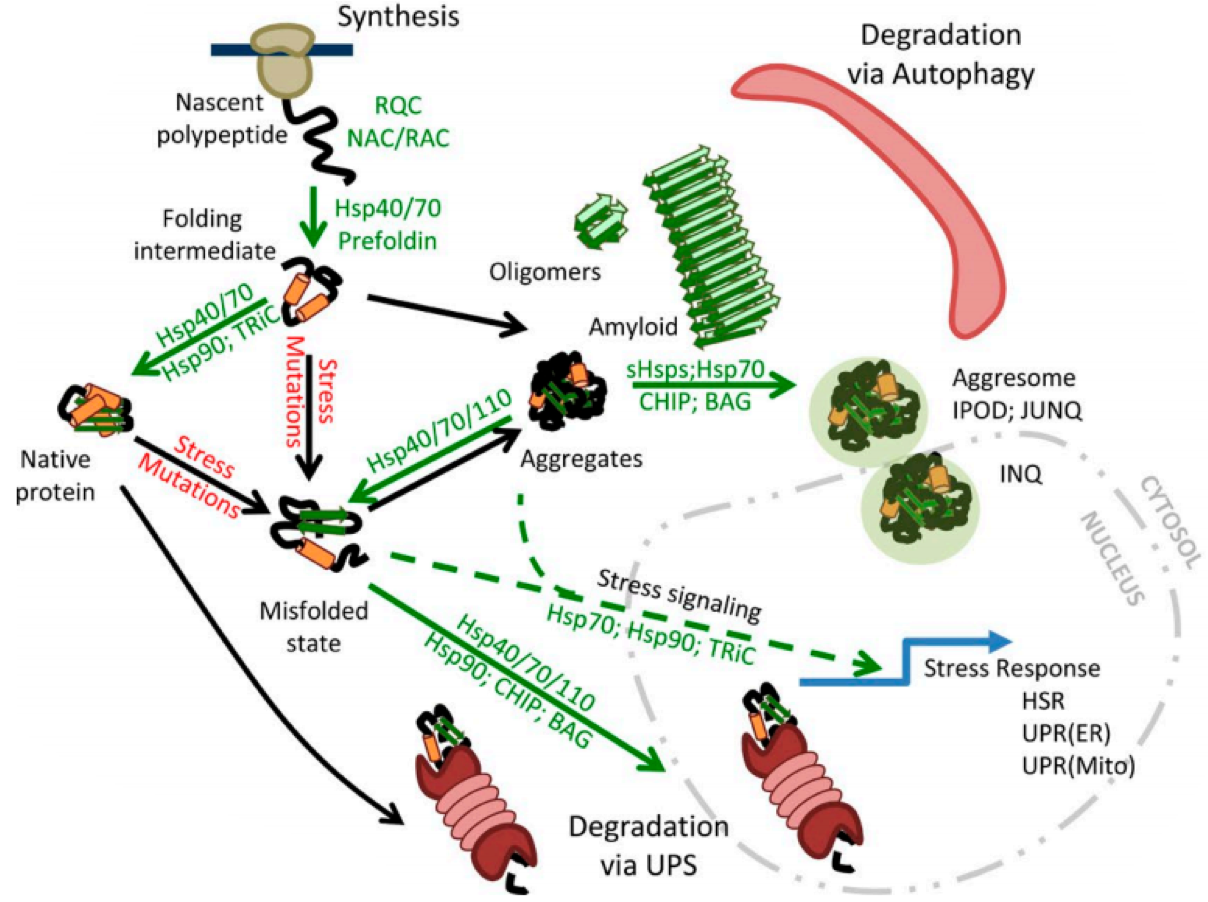 Synthesis
Degradation
via Autophagy
Nascent
polypeptide
RQC
NAC/RAC
Hsp40/70
Prefoldin
Folding
intermediate
Oligomers
Amyloid
Hsp40/70
Hsp90; TRiC
Stress
Mutations
sHsps;Hsp70
CHIP; BAG
Aggresome
IPOD; JUNQ
INQ
Native
protein
Stress
Mutations
Hsp40/70/110
Aggregates
CYTOSOL
NUCLEUS
Misfolded
state
Stress signaling
Hsp70; Hsp90; TRiC
Hsp40/70/110
Hsp90; CHIP; BAG
Stress Response
HSR
UPR(ER)
UPR(Mito)
Degradation
via UPS